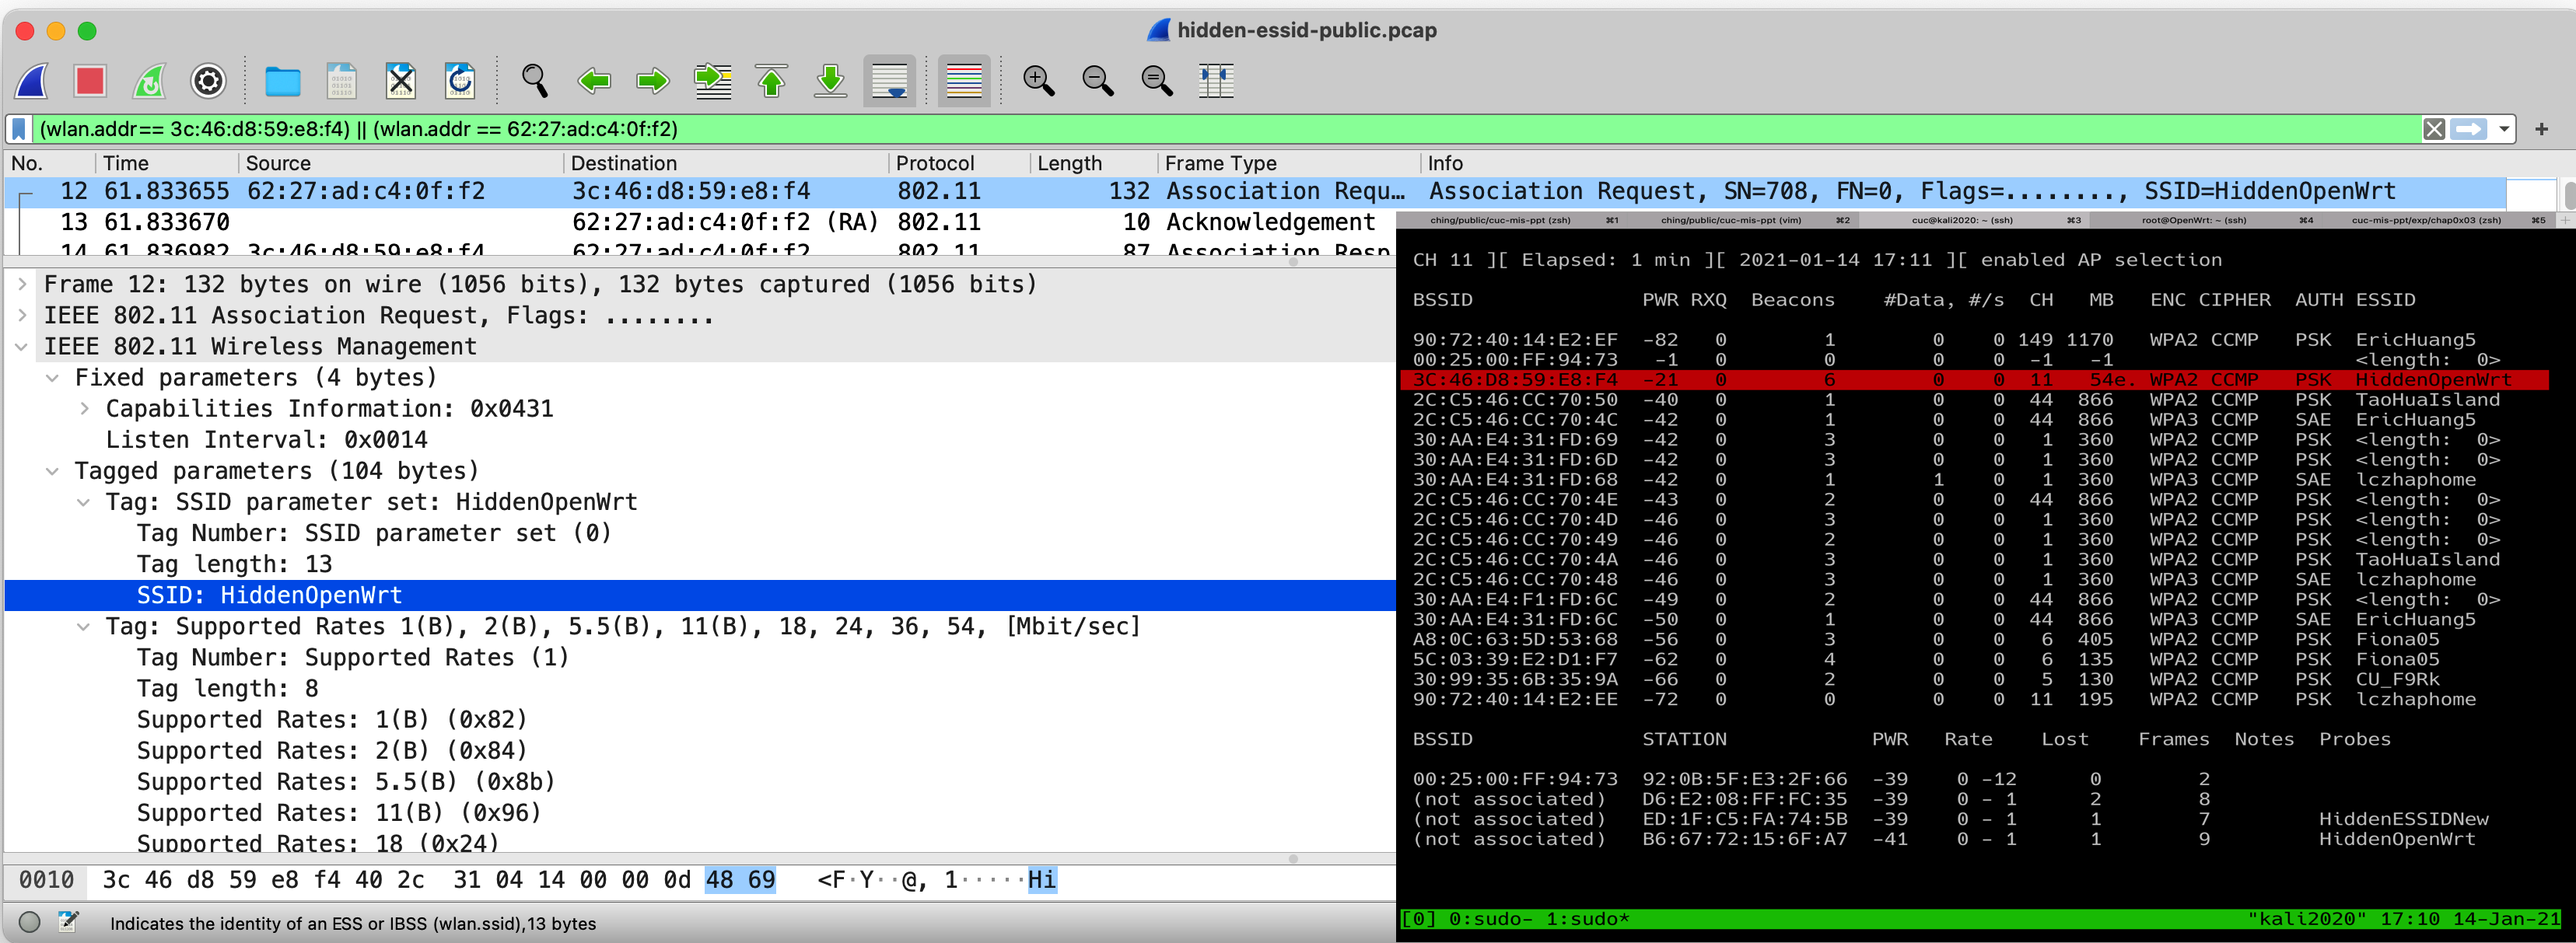 hidden-essid-public.pcap
(wlan.addr== 3c:46:d8:59:e8:f4) || (wlan.addr == 62:27:ad:c4:0f:f2)
No. Time Source Destination Protocol Length Frame Type Info
12 61.833655 62:27:ad:c4:0f:f2 3c:46:d8:59:e8:f4 802.11 132 Association Requ… Association Request, SN=708, FN=0, Flags=........, SSID=HiddenOpenWrt
13 61.833670 62:27:ad:c4:0f:f2 (RA) 802.11 10 Acknowledgement
14 61.836982 3c:46:d8:59:e8:f4 62:27:ad:c4:0f:f2 802.11 87 Association Resp
Frame 12: 132 bytes on wire (1056 bits), 132 bytes captured (1056 bits)
IEEE 802.11 Association Request, Flags: ........
IEEE 802.11 Wireless Management
Fixed parameters (4 bytes)
Capabilities Information: 0x0431
Listen Interval: 0x0014
Tagged parameters (104 bytes)
Tag: SSID parameter set: HiddenOpenWrt
Tag Number: SSID parameter set (0)
Tag length: 13
SSID: HiddenOpenWrt
Tag: Supported Rates 1(B), 2(B), 5.5(B), 11(B), 18, 24, 36, 54, [Mbit/sec]
Tag Number: Supported Rates (1)
Tag length: 8
Supported Rates: 1(B) (0x82)
Supported Rates: 2(B) (0x84)
Supported Rates: 5.5(B) (0x8b)
Supported Rates: 11(B) (0x96)
Supported Rates: 18 (0x24)
0010 3c 46 d8 59 e8 f4 40 2c 31 04 14 00 00 0d 48 69 <F·Y··@, 1·····Hi
Indicates the identity of an ESS or IBSS (wlan.ssid),13 bytes
ching/public/cuc-mis-ppt (zsh) ⌘1 ching/public/cuc-mis-ppt (vim) ⌘2 cuc@kali2020: ~ (ssh) ⌘3 root@OpenWrt: ~ (ssh) ⌘4 cuc-mis-ppt/exp/chap0x03 (zsh) ⌘5
CH 11 ][ Elapsed: 1 min ][ 2021-01-14 17:11 ][ enabled AP selection
BSSID PWR RXQ Beacons #Data, #/s CH MB ENC CIPHER AUTH ESSID
90:72:40:14:E2:EF -82 0 1 0 0 149 1170 WPA2 CCMP PSK EricHuang5
00:25:00:FF:94:73 -1 0 0 0 0 -1 -1 <length: 0>
3C:46:D8:59:E8:F4 -21 0 6 0 0 11 54e. WPA2 CCMP PSK HiddenOpenWrt
2C:C5:46:CC:70:50 -40 0 1 0 0 44 866 WPA2 CCMP PSK TaoHuaIsland
2C:C5:46:CC:70:4C -42 0 1 0 0 44 866 WPA3 CCMP SAE EricHuang5
30:AA:E4:31:FD:69 -42 0 3 0 0 1 360 WPA2 CCMP PSK <length: 0>
30:AA:E4:31:FD:6D -42 0 3 0 0 1 360 WPA2 CCMP PSK <length: 0>
30:AA:E4:31:FD:68 -42 0 1 1 0 1 360 WPA3 CCMP SAE lczhaphome
2C:C5:46:CC:70:4E -43 0 2 0 0 44 866 WPA2 CCMP PSK <length: 0>
2C:C5:46:CC:70:4D -46 0 3 0 0 1 360 WPA2 CCMP PSK <length: 0>
2C:C5:46:CC:70:49 -46 0 2 0 0 1 360 WPA2 CCMP PSK <length: 0>
2C:C5:46:CC:70:4A -46 0 3 0 0 1 360 WPA2 CCMP PSK TaoHuaIsland
2C:C5:46:CC:70:48 -46 0 3 0 0 1 360 WPA3 CCMP SAE lczhaphome
30:AA:E4:F1:FD:6C -49 0 2 0 0 44 866 WPA2 CCMP PSK <length: 0>
30:AA:E4:31:FD:6C -50 0 1 0 0 44 866 WPA3 CCMP SAE EricHuang5
A8:0C:63:5D:53:68 -56 0 3 0 0 6 405 WPA2 CCMP PSK Fiona05
5C:03:39:E2:D1:F7 -62 0 4 0 0 6 135 WPA2 CCMP PSK Fiona05
30:99:35:6B:35:9A -66 0 2 0 0 5 130 WPA2 CCMP PSK CU_F9Rk
90:72:40:14:E2:EE -72 0 0 0 0 11 195 WPA2 CCMP PSK lczhaphome
BSSID STATION PWR Rate Lost Frames Notes Probes
00:25:00:FF:94:73 92:0B:5F:E3:2F:66 -39 0 -12 0 2
(not associated) D6:E2:08:FF:FC:35 -39 0 - 1 2 8
(not associated) ED:1F:C5:FA:74:5B -39 0 - 1 1 7 HiddenESSIDNew
(not associated) B6:67:72:15:6F:A7 -41 0 - 1 1 9 HiddenOpenWrt
[0] 0:sudo- 1:sudo* "kali2020" 17:10 14-Jan-21